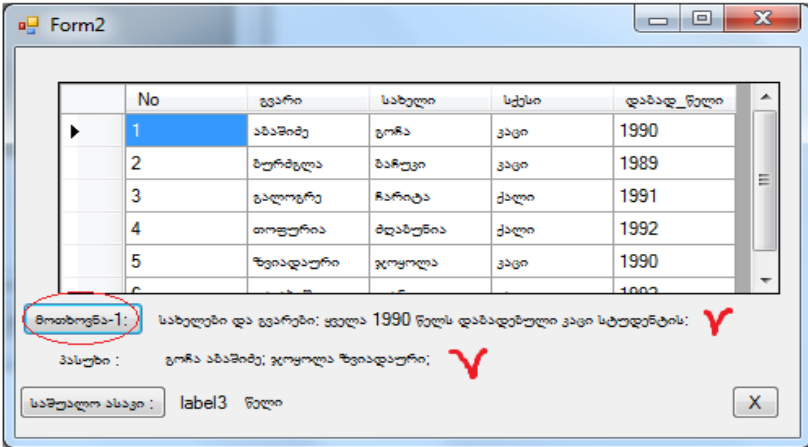 Form2
No გვარი სახელი სქესი დაბად_წელი
1 აბაშიძე გოჩა კაცი 1990
2 ბურძგლა ბაჩუკი კაცი 1989
3 გალოგრე ჩარიტა ქალი 1991
4 თოფურია ძღაბუნია ქალი 1992
5 ზვიადაური ჯოყოლა კაცი 1990
მოთხოვნა-1: სახელები და გვარები: ყველა 1990 წელს დაბადებული კაცი სტუდენტის:
პასუხი : გოჩა აბაშიძე; ჯოყოლა ზვიადაური;
საშუალო ასაკი : label3 წელი X